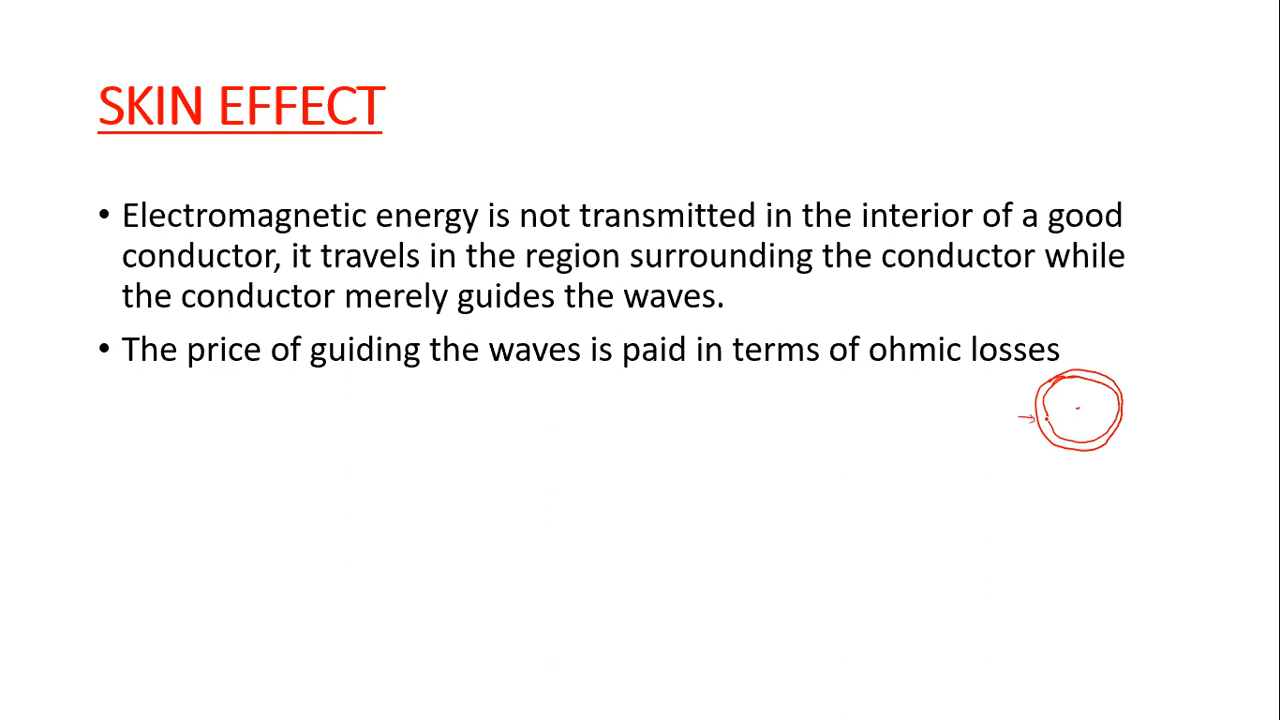 SKIN EFFECT
• Electromagnetic energy is not transmitted in the interior of a good
conductor, it travels in the region surrounding the conductor while
the conductor merely guides the waves.
• The price of guiding the waves is paid in terms of ohmic losses